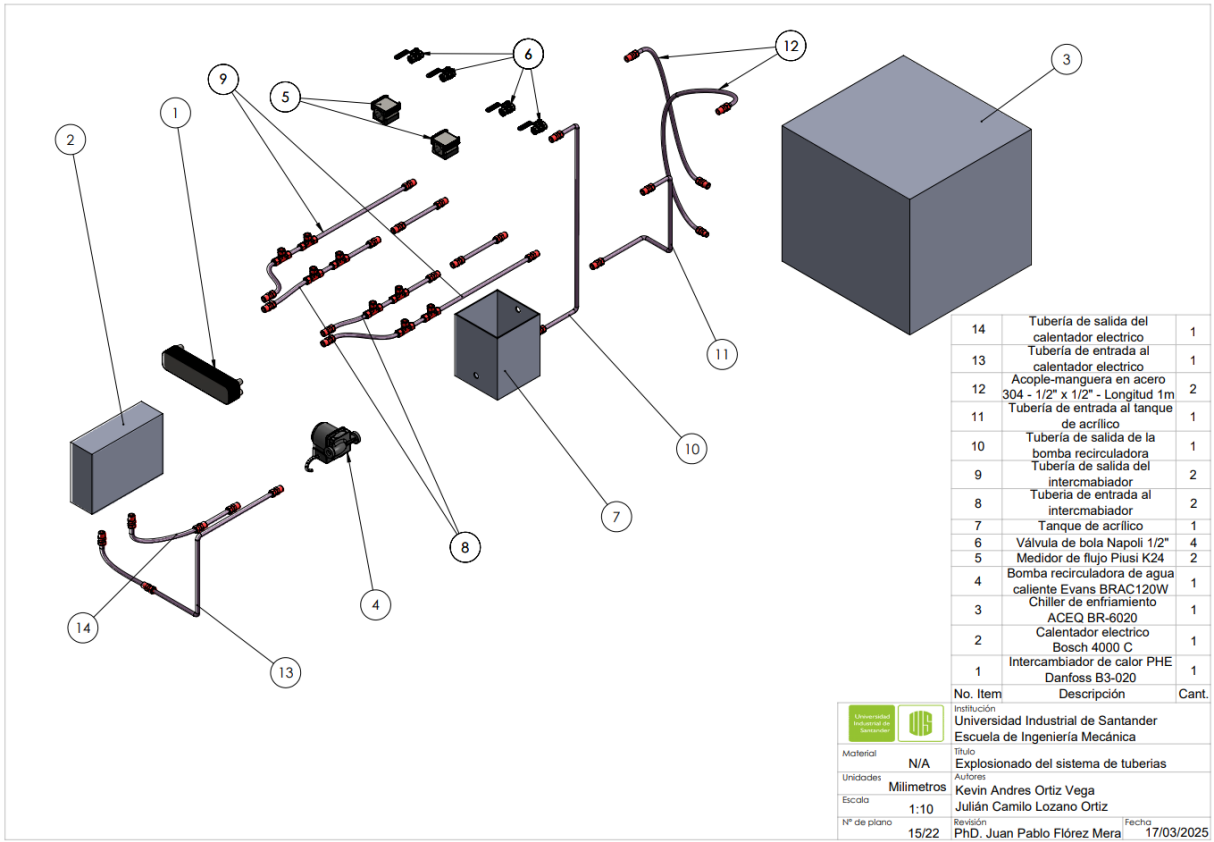 12
6
3
9
5
1
2
11
10
7
8
4
14
13
14 Tubería de salida del
calentador electrico 1
13 Tubería de entrada al
calentador electrico 1
12 Acople-manguera en acero
304 - 1/2" x 1/2" - Longitud 1m 2
11 Tubería de entrada al tanque
de acrílico 1
10 Tubería de salida de la
bomba recirculadora 1
9 Tubería de salida del
intercmabiador 2
8 Tuberia de entrada al
intercmabiador 2
7 Tanque de acrílico 1
6 Válvula de bola Napoli 1/2" 4
5 Medidor de flujo Piusi K24 2
4 Bomba recirculadora de agua
caliente Evans BRAC120W 1
3 Chiller de enfriamiento
ACEQ BR-6020 1
2 Calentador electrico
Bosch 4000 C 1
1 Intercambiador de calor PHE
Danfoss B3-020 1
No. Item Descripción Cant.
Universidad
Industrial de
Santander
UIS
Institución
Universidad Industrial de Santander
Escuela de Ingeniería Mecánica
Material
N/A
Título
Explosionado del sistema de tuberias
Unidades
Milimetros
Autores
Kevin Andres Ortiz Vega
Julián Camilo Lozano Ortiz
Escala
1:10
N° de plano
15/22
Revisión
PhD. Juan Pablo Flórez Mera
Fecha
17/03/2025